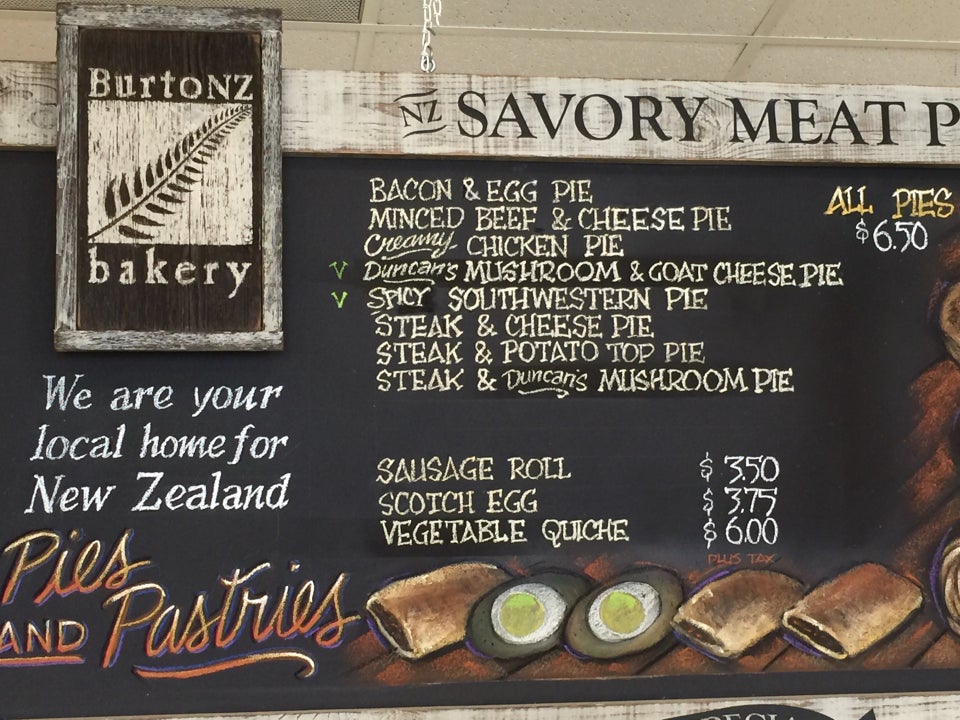 BurtoNZ
bakery
NZ SAVORY MEAT P
BACON & EGG PIE
MINCED BEEF & CHEESE PIE
Creamy CHICKEN PIE
V Duncan's MUSHROOM & GOAT CHEESE PIE
V SPICY SOUTHWESTERN PIE
STEAK & CHEESE PIE
STEAK & POTATO TOP PIE
STEAK & Duncan's MUSHROOM PIE
ALL PIES
$6.50
We are your
local home for
New Zealand
Pies
AND Pastries
SAUSAGE ROLL $ 3.50
SCOTCH EGG $ 3.75
VEGETABLE QUICHE $ 6.00
PLUS TAX